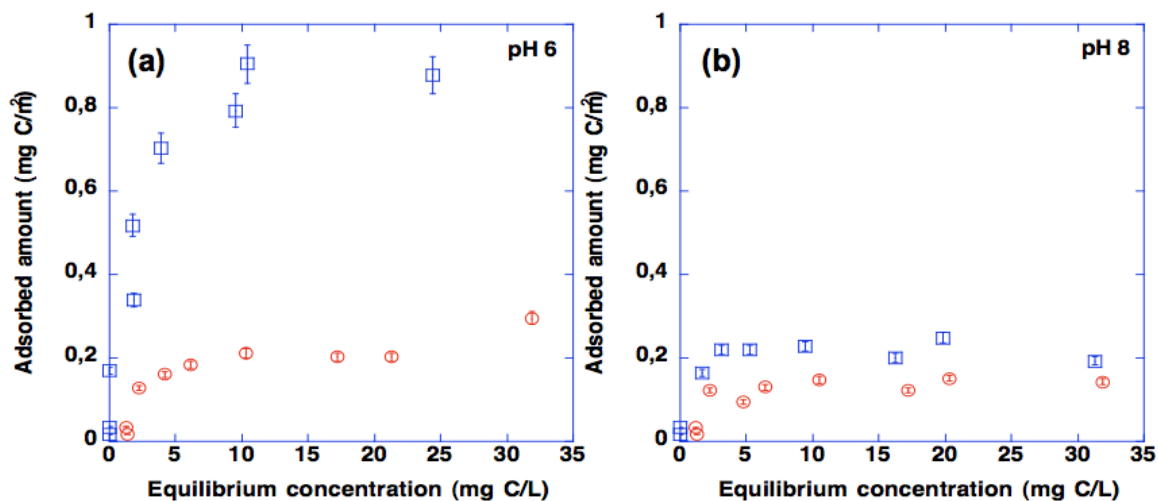 (a)
pH 6
Adsorbed amount (mg C/m²)
1
0,8
0,6
0,4
0,2
0
0 5 10 15 20 25 30 35
Equilibrium concentration (mg C/L)
(b)
pH 8
Adsorbed amount (mg C/m²)
1
0,8
0,6
0,4
0,2
0
0 5 10 15 20 25 30 35
Equilibrium concentration (mg C/L)